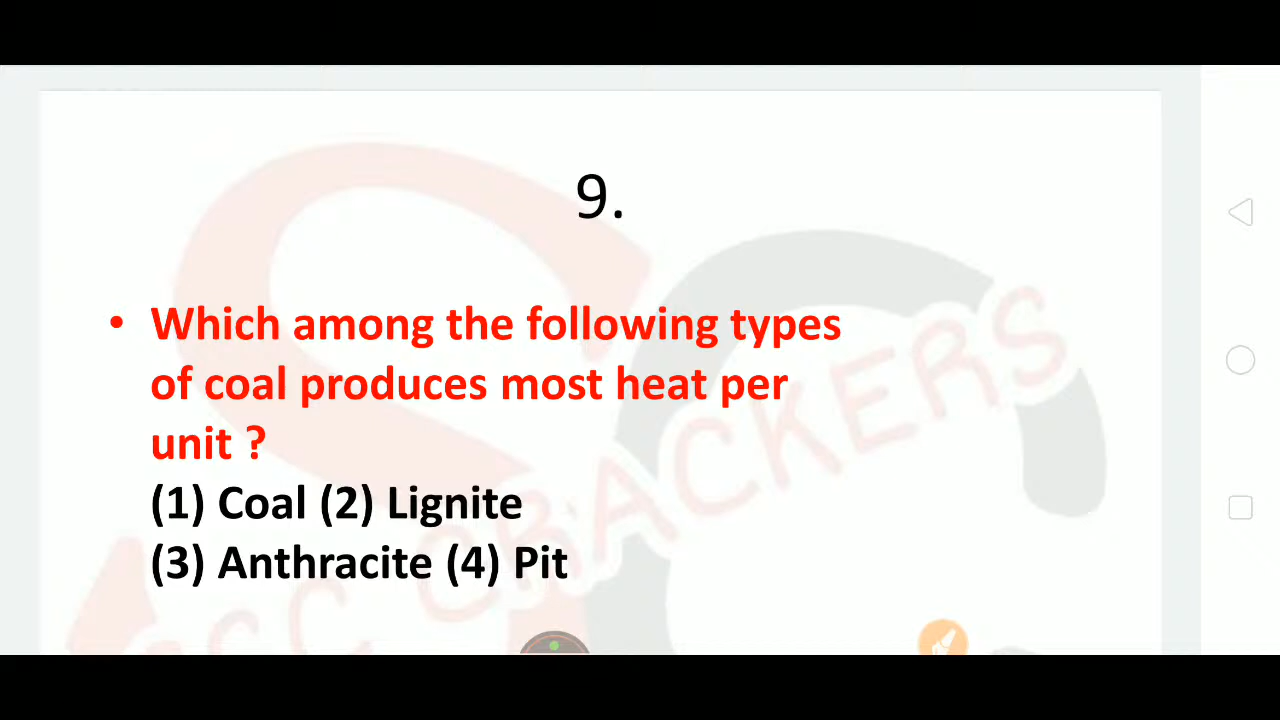 9.
• Which among the following types
of coal produces most heat per
unit ?
(1) Coal (2) Lignite
(3) Anthracite (4) Pit
CRACKERS